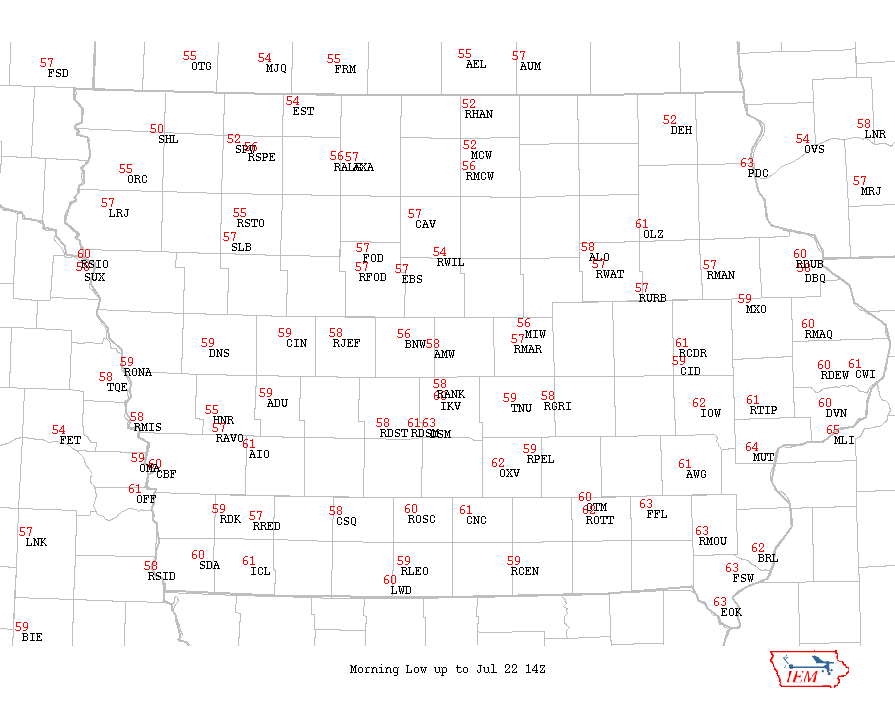 57 FSD
55 OTG
54 MJQ
55 FRM
55 AEL
57 AUM
54 EST
52 RHAN
52 DEH
58 LNR
50 SHL
52
56 RSPE
56
57 AXA
52 MCW
56 RMCW
54 OVS
63 PDC
55 ORC
57 MRJ
57 LRJ
55 RSTO
57 CAV
61 OLZ
57 SLB
57 FOD
54 RWIL
58 ALO
60 RSIO
SUX
57 RFOD
57 EBS
57 RWAT
57 RMAN
60 RDUB
DBQ
57 RURB
59 MXO
59 DNS
59 CIN
58 RJEF
56 BNW
58 AMW
56 MIW
57 RMAR
60 RMAQ
61 RCDR
59 CID
59 RONA
58 TQE
60 RDEW
61 CWI
59 ADU
58 RANK
IKV
59 TNU
58 RGRI
62 IOW
61 RTIP
60 DVN
55 HNR
57 RAVO
58 RMIS
58 RDST
61 RDSM
63 DSM
65 MLI
54 FET
61 AIO
59 RPEL
62 OXV
64 MUT
59 OMA
60 CBF
61 AWG
61 OFF
59 RDK
57 RRED
58 CSQ
60 ROSC
61 CNC
60 OTM
62 ROTT
63 FFL
57 LNK
63 RMOU
62 BRL
58 RSID
60 SDA
61 ICL
59 RLEO
60 LWD
59 RCEN
63 FSW
63 EOK
59 BIE
Morning Low up to Jul 22 14Z
IEM